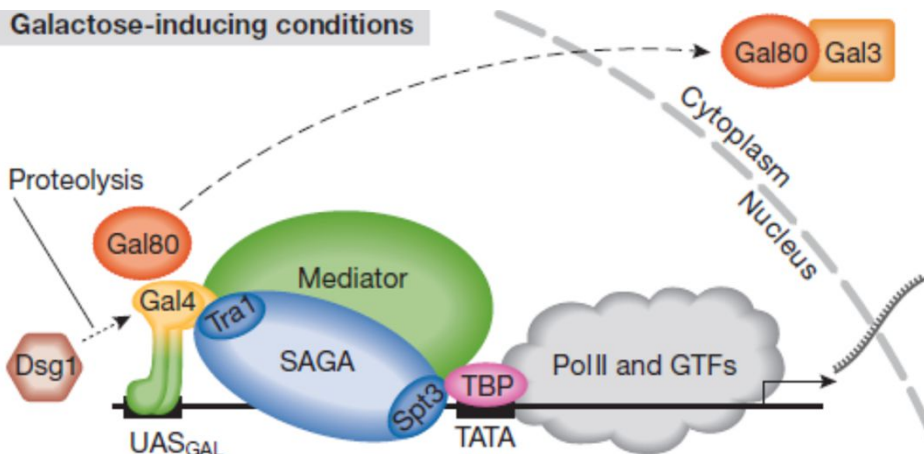 Galactose-inducing conditions
Gal80
Gal3
Cytoplasm
Nucleus
Proteolysis
Gal80
Mediator
Gal4
Tra1
Dsg1
SAGA
Spt3
TBP
PolII and GTFs
UASGAL
TATA